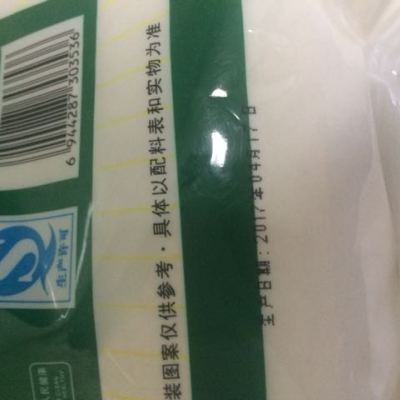 6 944287 303536
生产许可
装图案仅供参考·具体以配料表和实物为准
生产日期:2017年04月17日